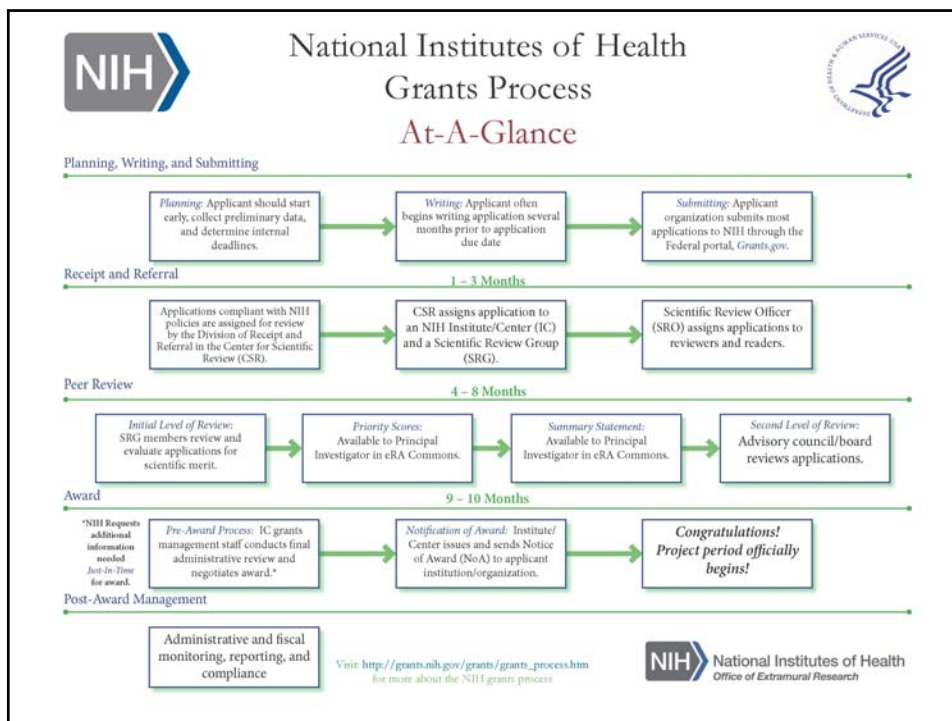 NIH
National Institutes of Health
Grants Process
At-A-Glance
DEPARTMENT OF HEALTH & HUMAN SERVICES · USA
Planning, Writing, and Submitting
Planning: Applicant should start
early, collect preliminary data,
and determine internal
deadlines.
Writing: Applicant often
begins writing application several
months prior to application
due date
Submitting: Applicant
organization submits most
applications to NIH through the
Federal portal, Grants.gov.
Receipt and Referral
1 – 3 Months
Applications compliant with NIH
policies are assigned for review
by the Division of Receipt and
Referral in the Center for Scientific
Review (CSR).
CSR assigns application to
an NIH Institute/Center (IC)
and a Scientific Review Group
(SRG).
Scientific Review Officer
(SRO) assigns applications to
reviewers and readers.
Peer Review
4 – 8 Months
Initial Level of Review:
SRG members review and
evaluate applications for
scientific merit.
Priority Scores:
Available to Principal
Investigator in eRA Commons.
Summary Statement:
Available to Principal
Investigator in eRA Commons.
Second Level of Review:
Advisory council/board
reviews applications.
Award
9 – 10 Months
*NIH Requests
additional
information
needed
Just-In-Time
for award.
Pre-Award Process: IC grants
management staff conducts final
administrative review and
negotiates award.*
Notification of Award: Institute/
Center issues and sends Notice
of Award (NoA) to applicant
institution/organization.
Congratulations!
Project period officially
begins!
Post-Award Management
Administrative and fiscal
monitoring, reporting, and
compliance
Visit: http://grants.nih.gov/grants/grants_process.htm
for more about the NIH grants process
NIH
National Institutes of Health
Office of Extramural Research